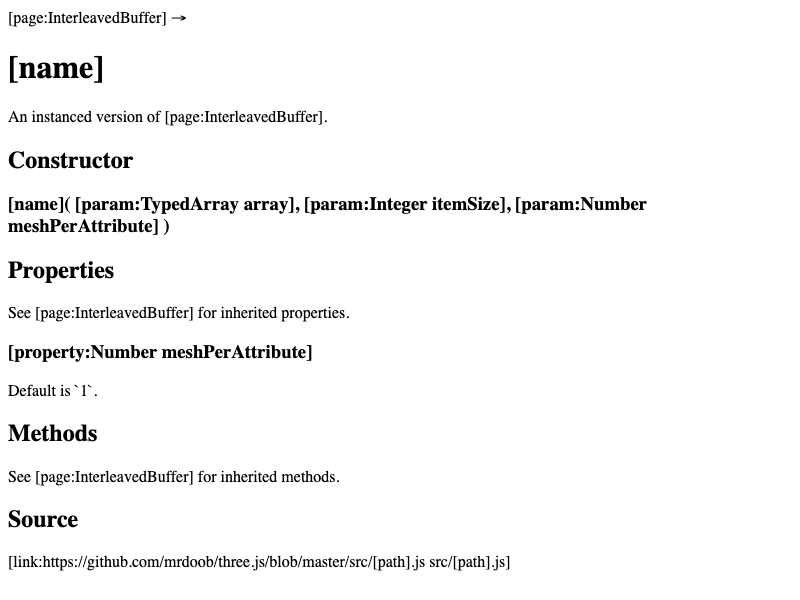 [page:InterleavedBuffer] →
[name]
An instanced version of [page:InterleavedBuffer].
Constructor
[name]( [param:TypedArray array], [param:Integer itemSize], [param:Number
meshPerAttribute] )
Properties
See [page:InterleavedBuffer] for inherited properties.
[property:Number meshPerAttribute]
Default is `1`.
Methods
See [page:InterleavedBuffer] for inherited methods.
Source
[link:https://github.com/mrdoob/three.js/blob/master/src/[path].js src/[path].js]